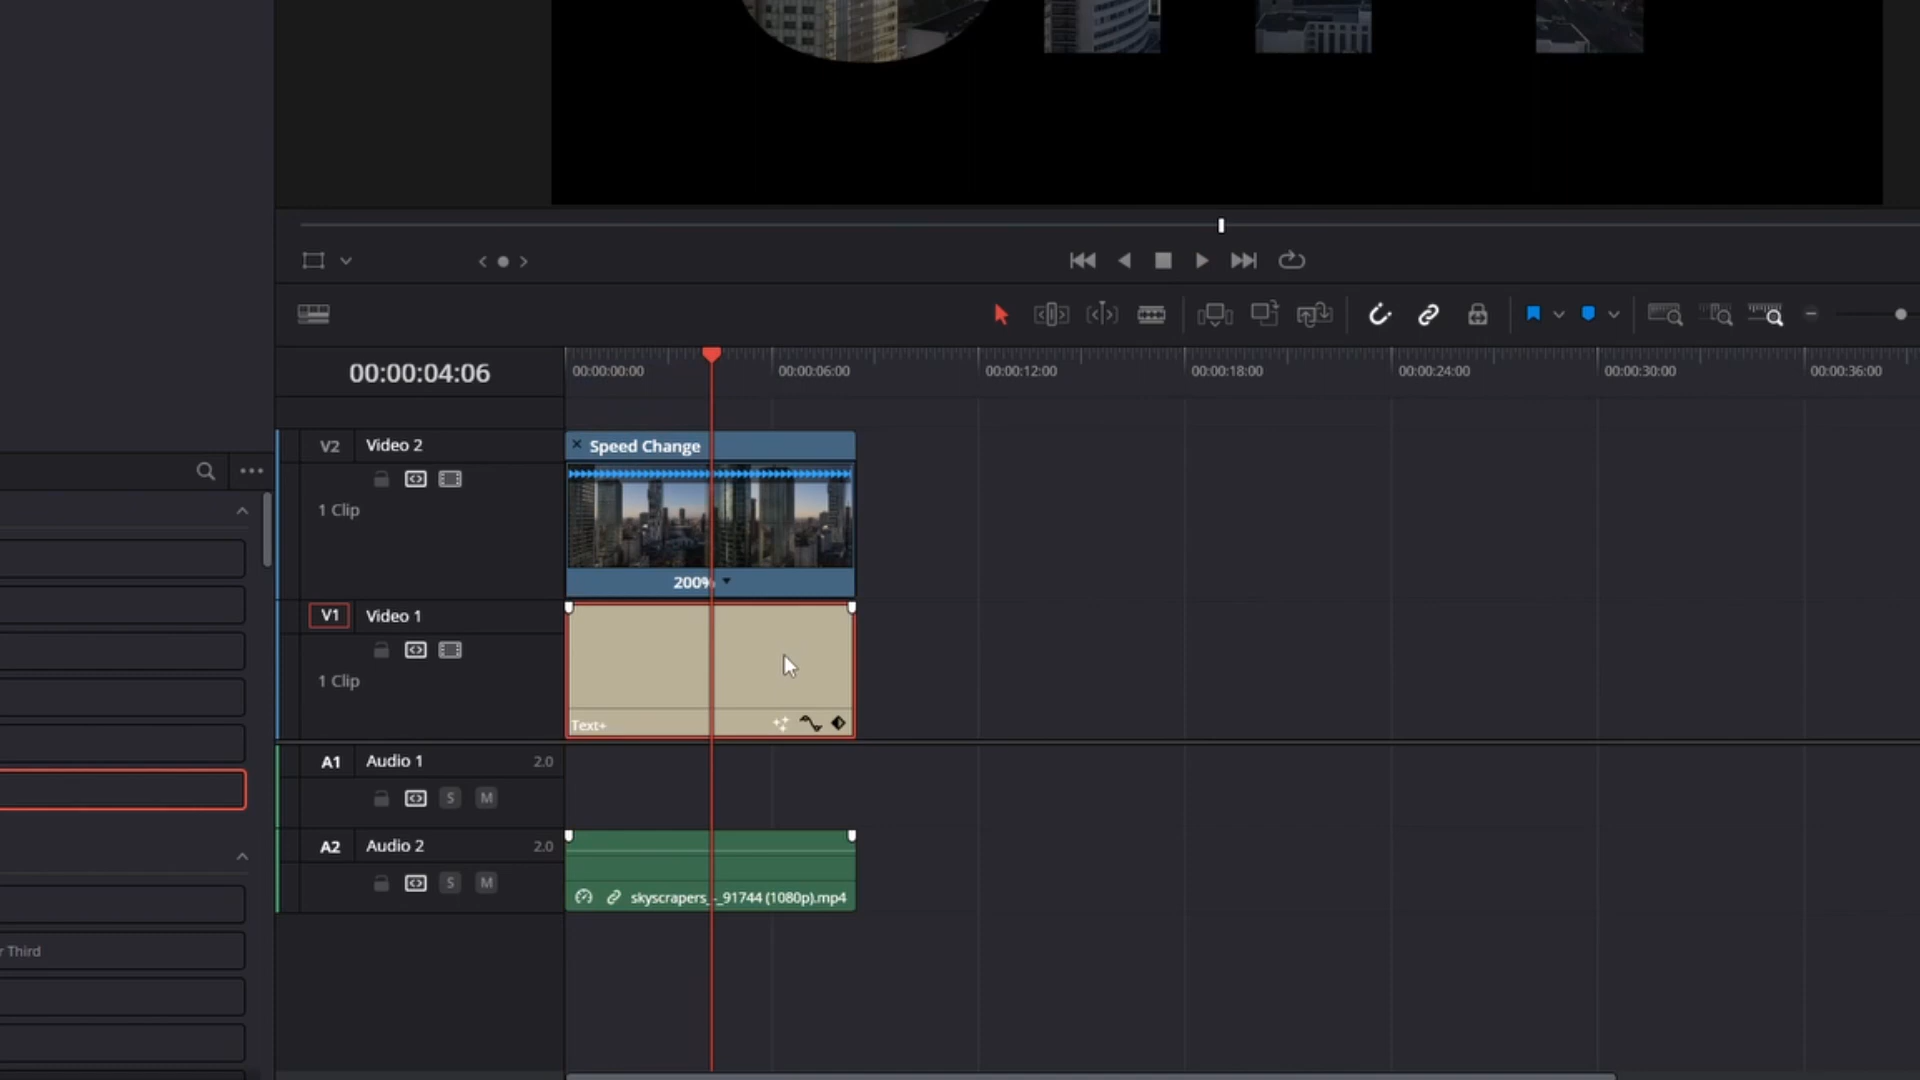 00:00:04:06
00:00:00:00
00:00:06:00
00:00:12:00
00:00:18:00
00:00:24:00
00:00:30:00
00:00:36:00
V2
Video 2
Speed Change
1 Clip
200%
V1
Video 1
1 Clip
Text+
A1
Audio 1
2.0
S
M
A2
Audio 2
2.0
S
M
skyscrapers_-_91744 (1080p).mp4
r Third